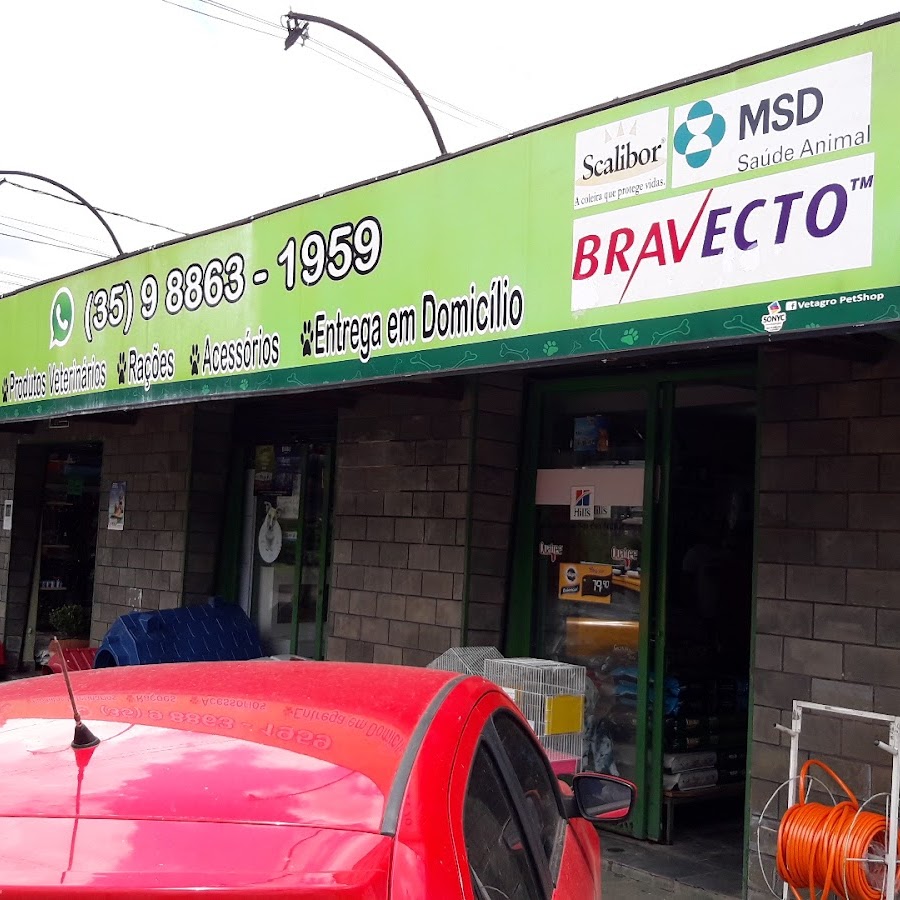 (35) 9 8863 - 1959
Produtos Veterinários Rações Acessórios Entrega em Domicílio
Scalibor®
A coleira que protege vidas.
MSD
Saúde Animal
BRAVECTO™
SONYC
Vetagro PetShop
Hill's
79,90